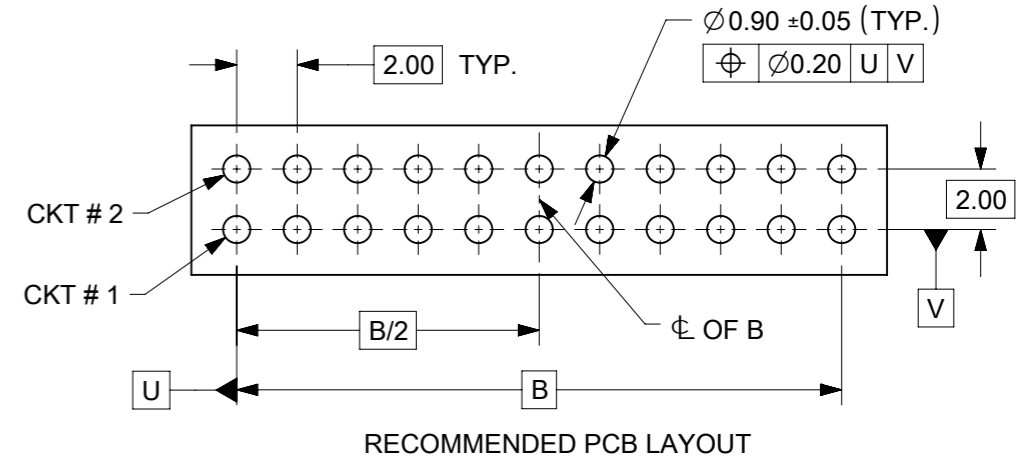 ⌀0.90 ±0.05 (TYP.)
⌖ ⌀0.20 U V
2.00 TYP.
CKT # 2
2.00
CKT # 1
V
B/2
℄ OF B
U
B
RECOMMENDED PCB LAYOUT